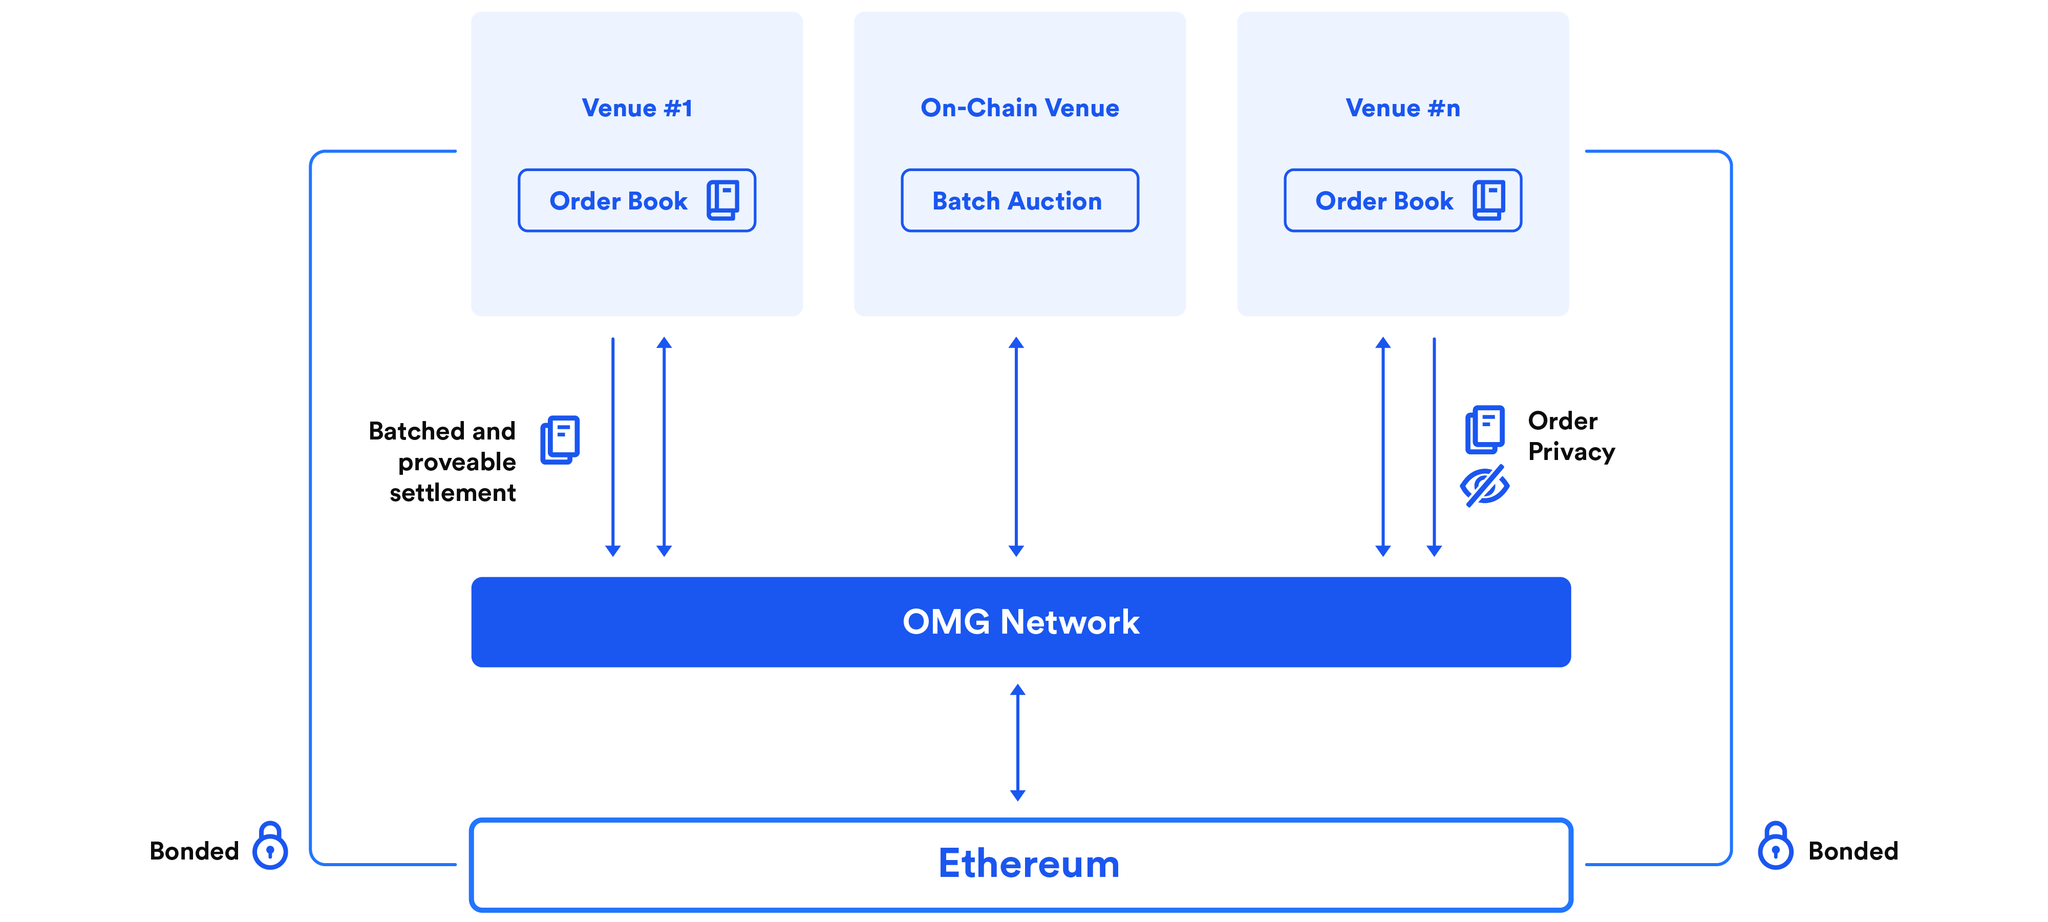 Venue #1
On-Chain Venue
Venue #n
Order Book
Batch Auction
Order Book
Batched and
proveable
settlement
Order
Privacy
OMG Network
Bonded
Ethereum
Bonded